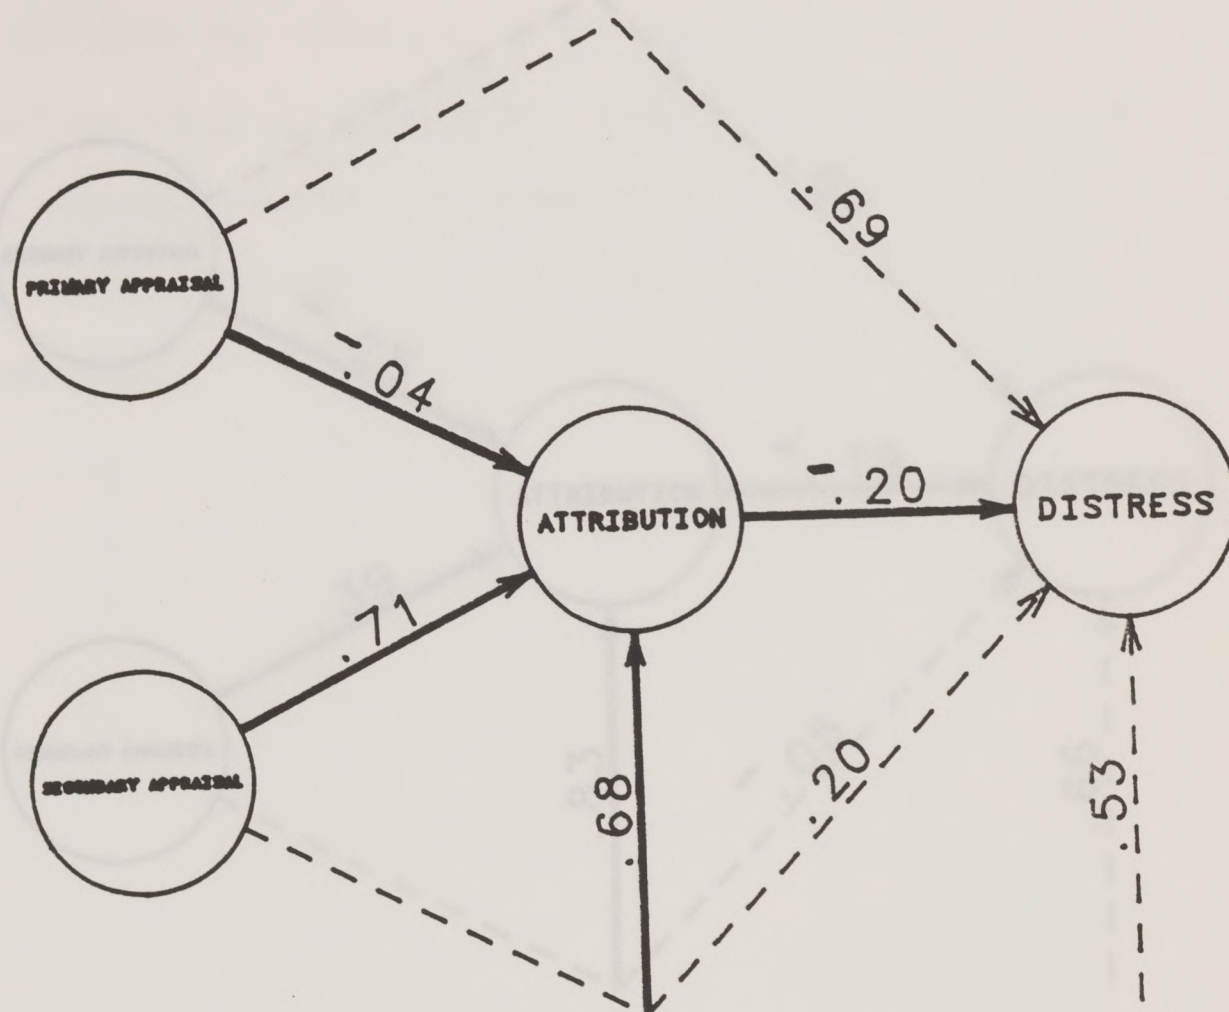 .69
PRIMARY APPRAISAL
-.04
-.20
DISTRESS
ATTRIBUTION
.71
SECONDARY APPRAISAL
.68
.20
.53